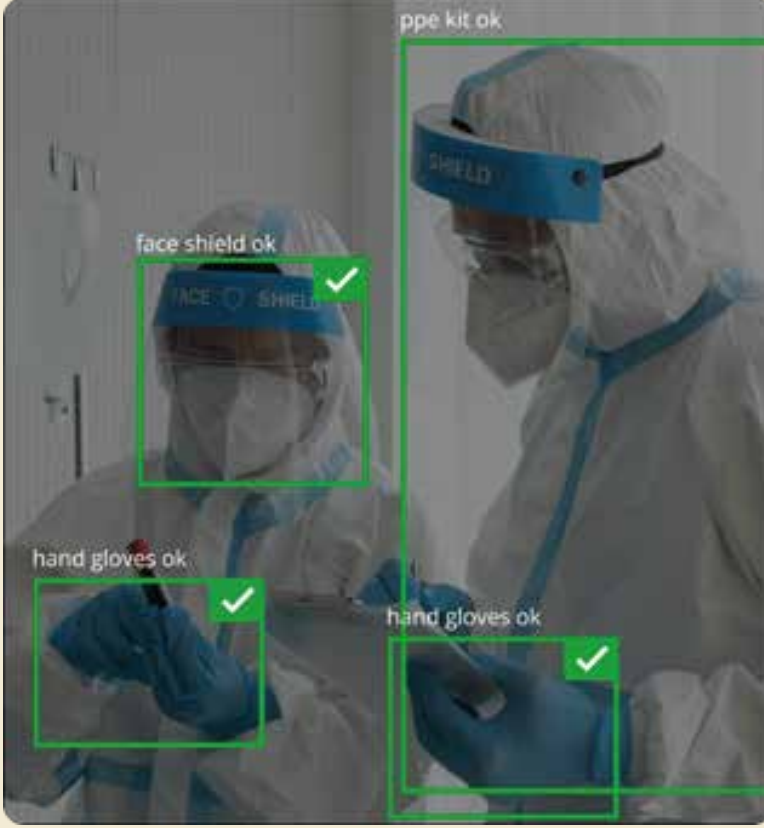 ppe kit ok
SHIELD
face shield ok
FACE SHIELD
hand gloves ok
hand gloves ok